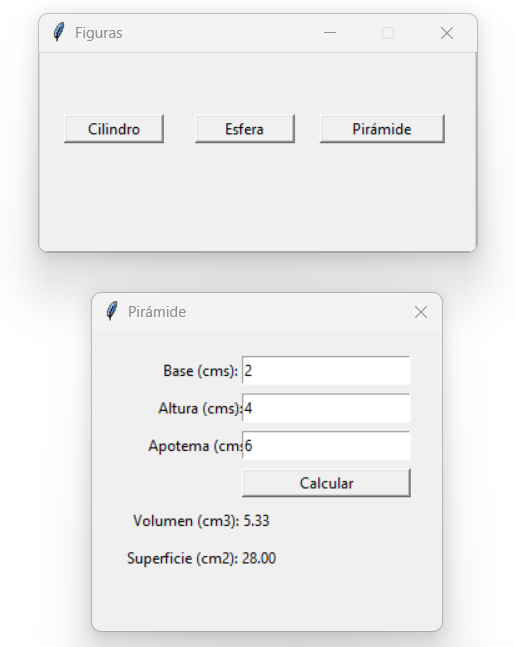 Figuras
Cilindro Esfera Pirámide
Pirámide
Base (cms): 2
Altura (cms): 4
Apotema (cms 6
Calcular
Volumen (cm3): 5.33
Superficie (cm2): 28.00